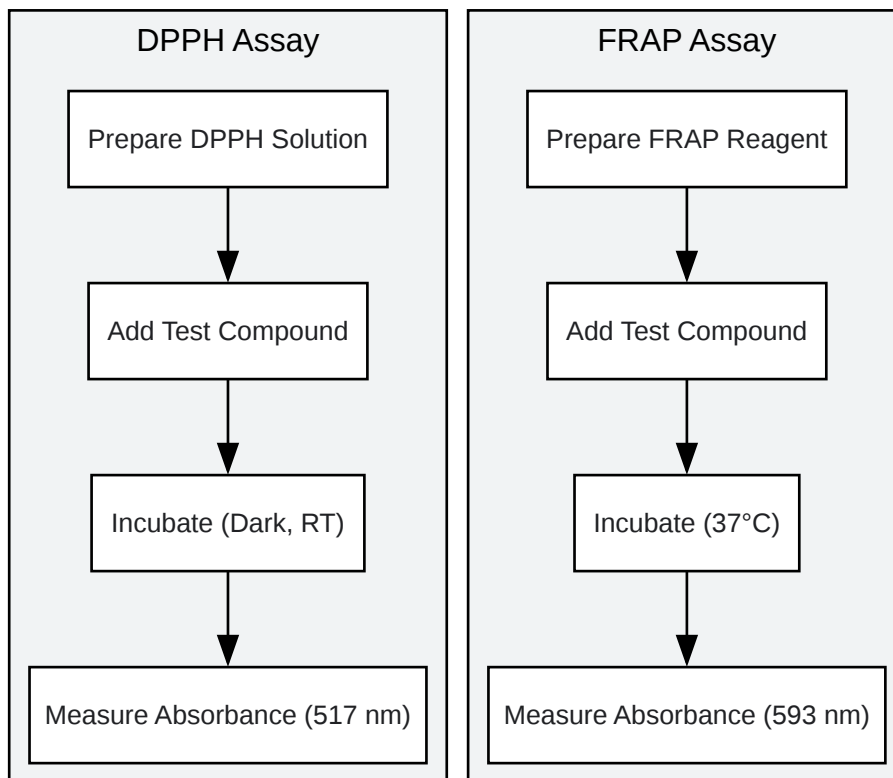 DPPH Assay
Prepare DPPH Solution
Add Test Compound
Incubate (Dark, RT)
Measure Absorbance (517 nm)
FRAP Assay
Prepare FRAP Reagent
Add Test Compound
Incubate (37°C)
Measure Absorbance (593 nm)